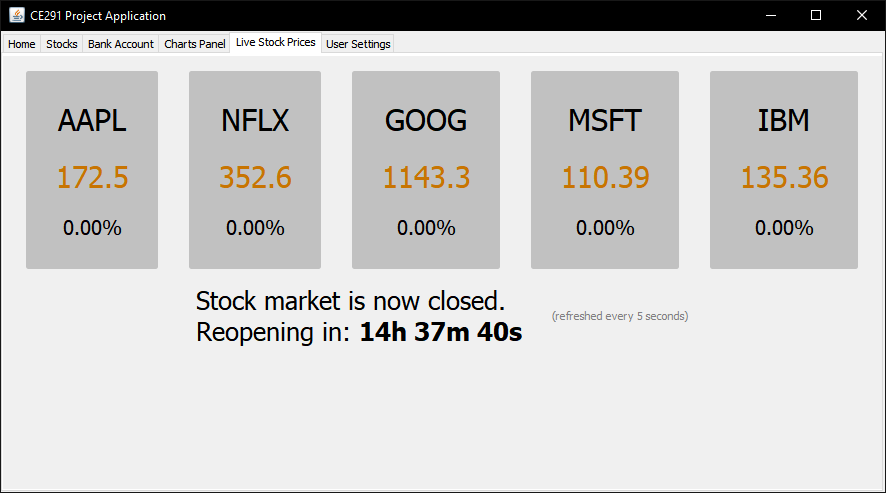 CE291 Project Application
Home Stocks Bank Account Charts Panel Live Stock Prices User Settings
AAPL NFLX GOOG MSFT IBM
172.5 352.6 1143.3 110.39 135.36
0.00% 0.00% 0.00% 0.00% 0.00%
Stock market is now closed.
Reopening in: 14h 37m 40s
(refreshed every 5 seconds)